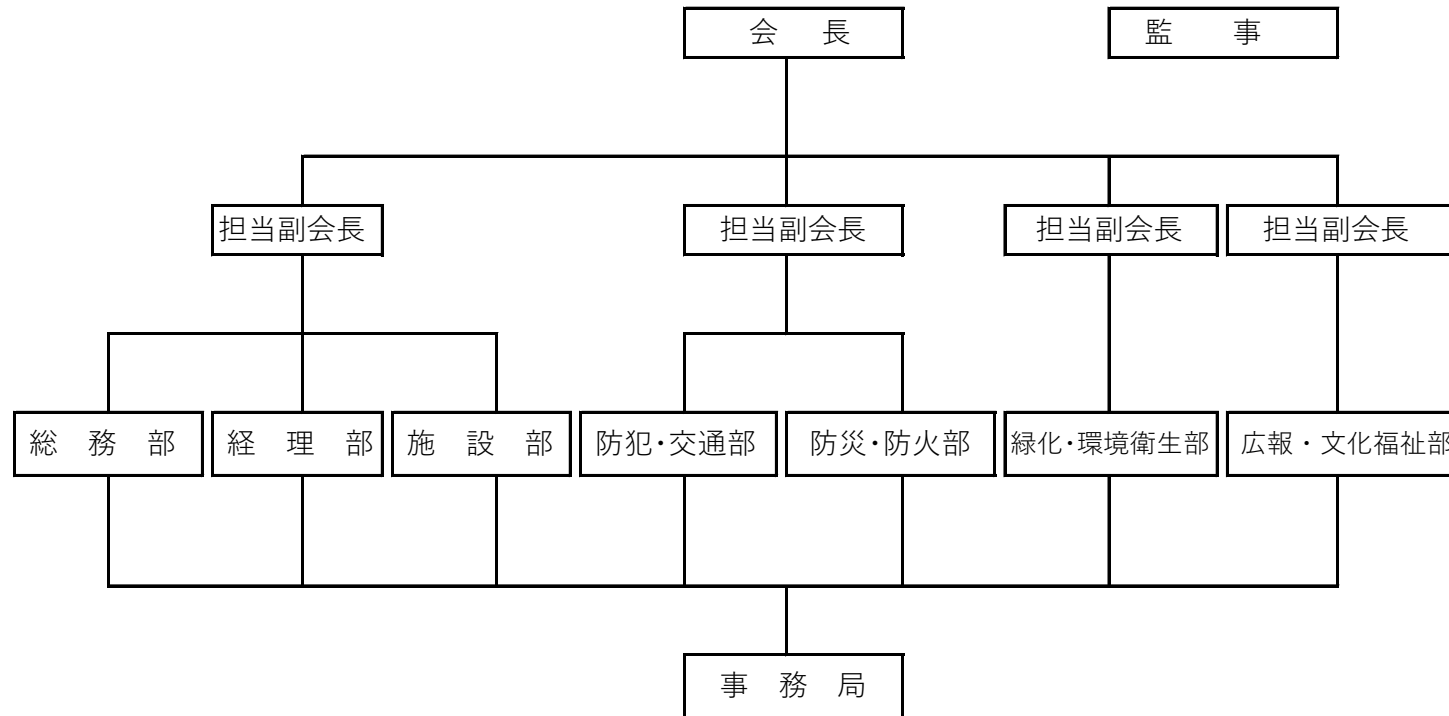 会　長
監　事
担当副会長
担当副会長
担当副会長
担当副会長
総　務　部
経　理　部
施　設　部
防犯・交通部
防災・防火部
緑化・環境衛生部
広報・文化福祉部
事　務　局